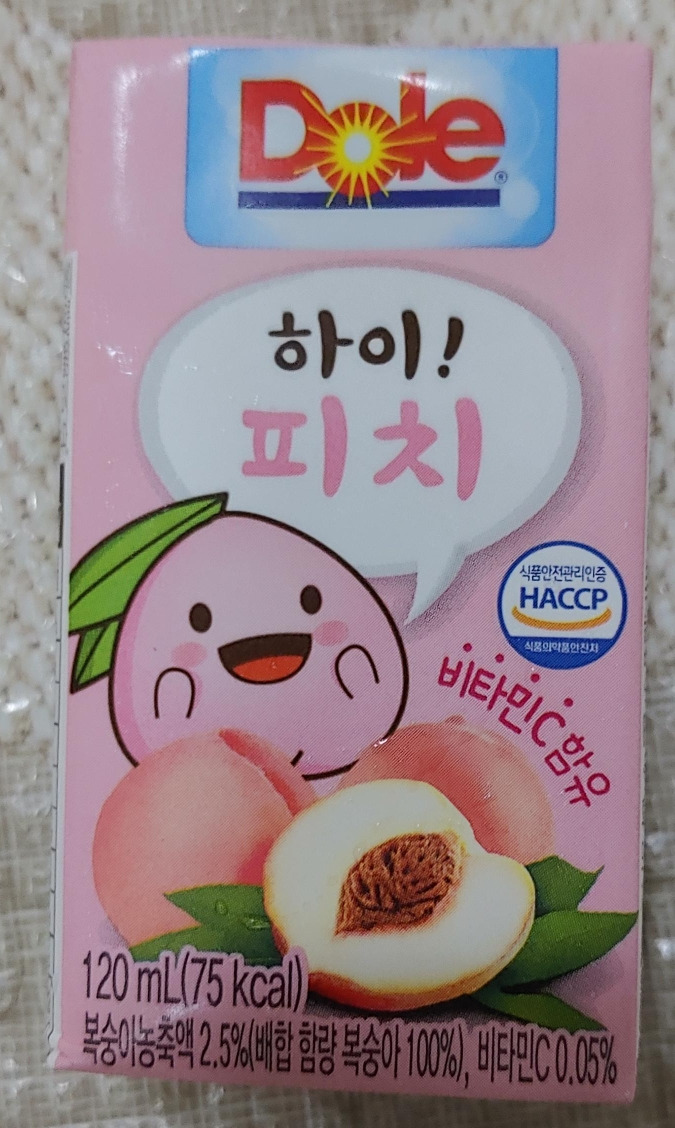 Dole
하이!
피치
식품안전관리인증
HACCP
식품의약품안전처
비타민C 함유
120 mL(75 kcal)
복숭아농축액 2.5%(배합 함량 복숭아 100%), 비타민C 0.05%